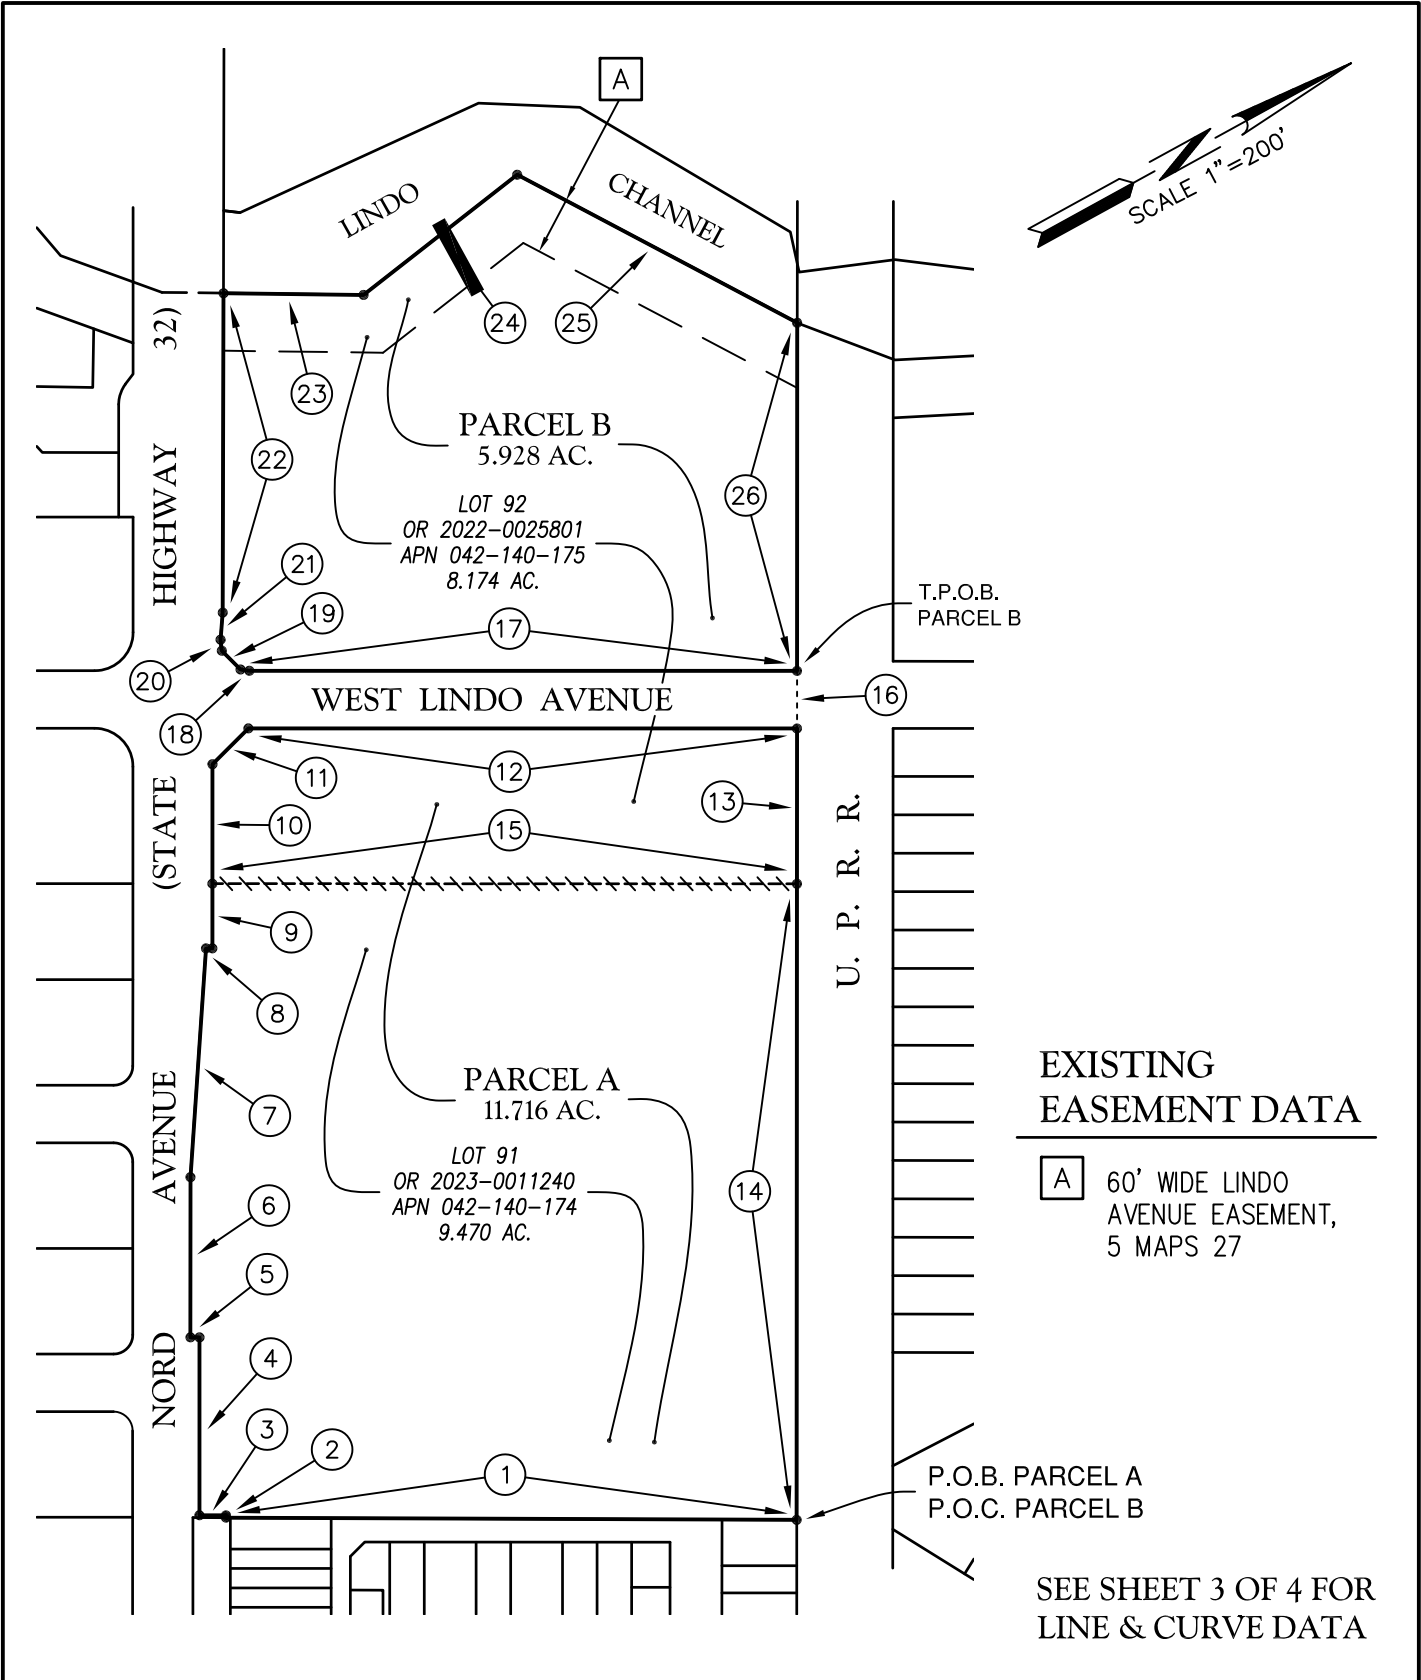 A
LINDO
CHANNEL
SCALE 1"=200'
24
25
23
32)
PARCEL B
5.928 AC.
22
26
LOT 92
OR 2022-0025801
APN 042-140-175
8.174 AC.
HIGHWAY
21
19
17
T.P.O.B.
PARCEL B
20
16
WEST LINDO AVENUE
18
11
12
13
10
15
(STATE
U. P. R. R.
9
8
PARCEL A
11.716 AC.
7
AVENUE
LOT 91
OR 2023-0011240
APN 042-140-174
9.470 AC.
14
6
5
EXISTING
EASEMENT DATA
A
60' WIDE LINDO
AVENUE EASEMENT,
5 MAPS 27
4
NORD
3
2
1
P.O.B. PARCEL A
P.O.C. PARCEL B
SEE SHEET 3 OF 4 FOR
LINE & CURVE DATA